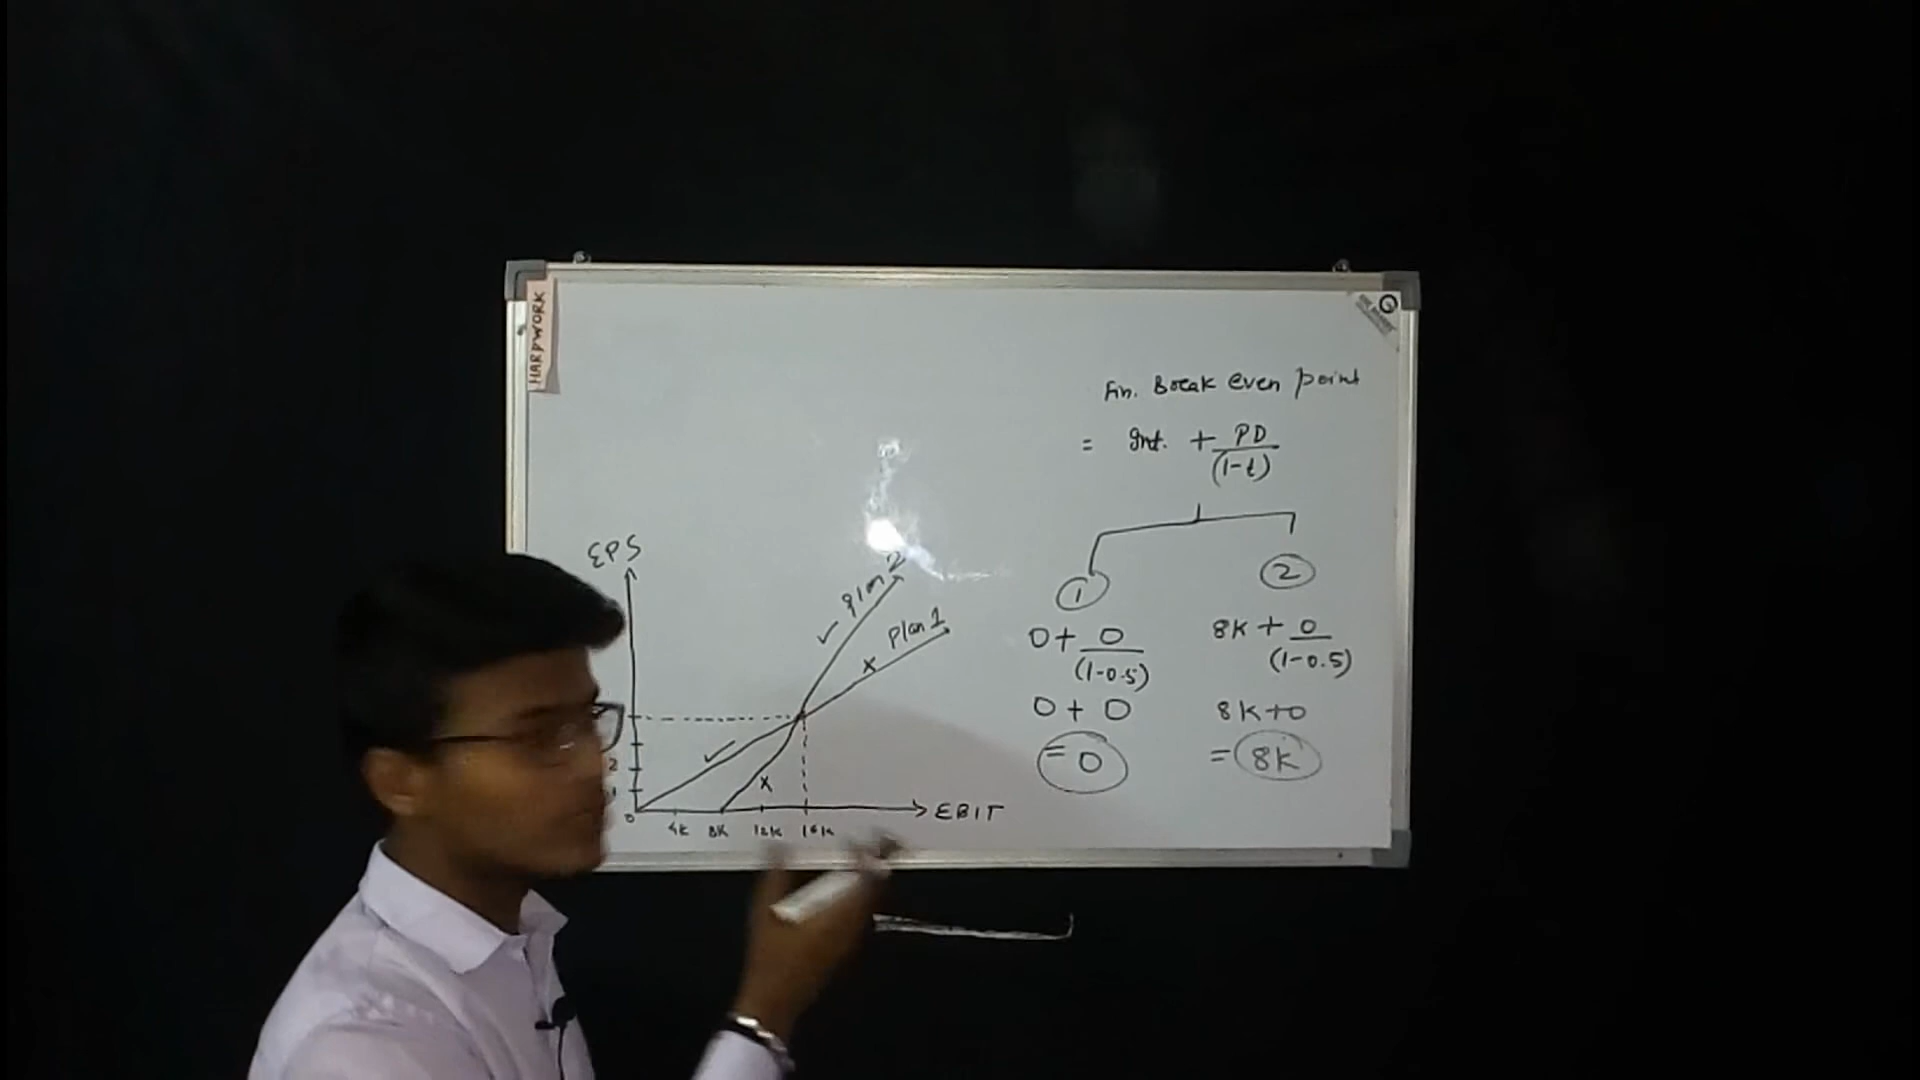 HARDWORK
Fin. Break even point
= Int. + PD
(1-t)
1
2
0 + 0
(1-0.5)
8K + 0
(1-0.5)
0 + 0
8K+0
= 0
= 8K
EPS
Plan 2
✓
Plan 1
x
✓
x
2
1
0
4K 8K 12K 16K
EBIT